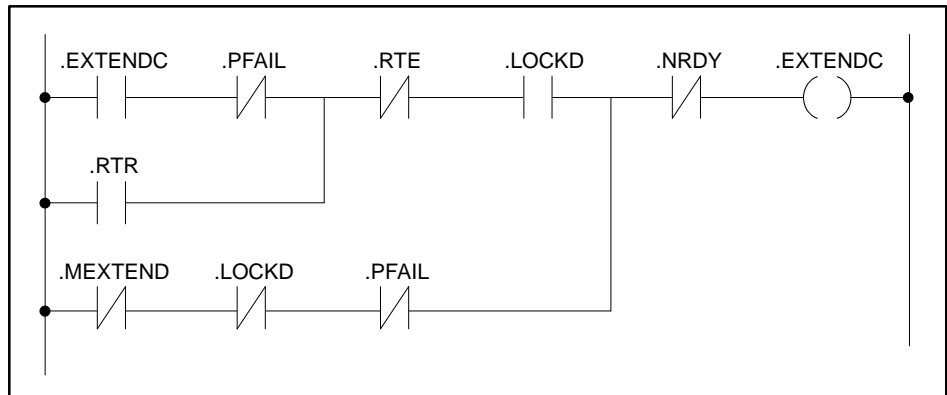 .EXTENDC .PFAIL .RTE .LOCKD .NRDY .EXTENDC
.RTR
.MEXTEND .LOCKD .PFAIL